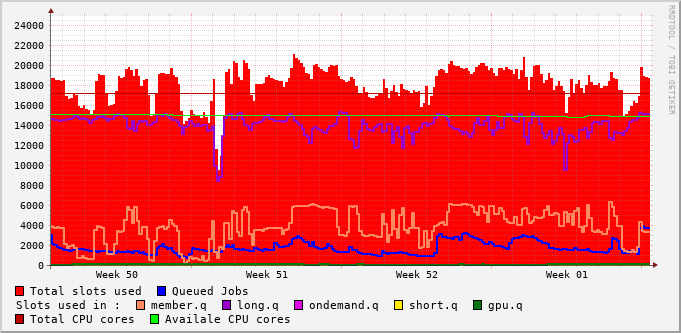 RRDTOOL / TOBI OETIKER
24000
22000
20000
18000
16000
14000
12000
10000
8000
6000
4000
2000
0
Week 50 Week 51 Week 52 Week 01
Total slots used Queued Jobs
Slots used in : member.q long.q ondemand.q short.q gpu.q
Total CPU cores Availale CPU cores